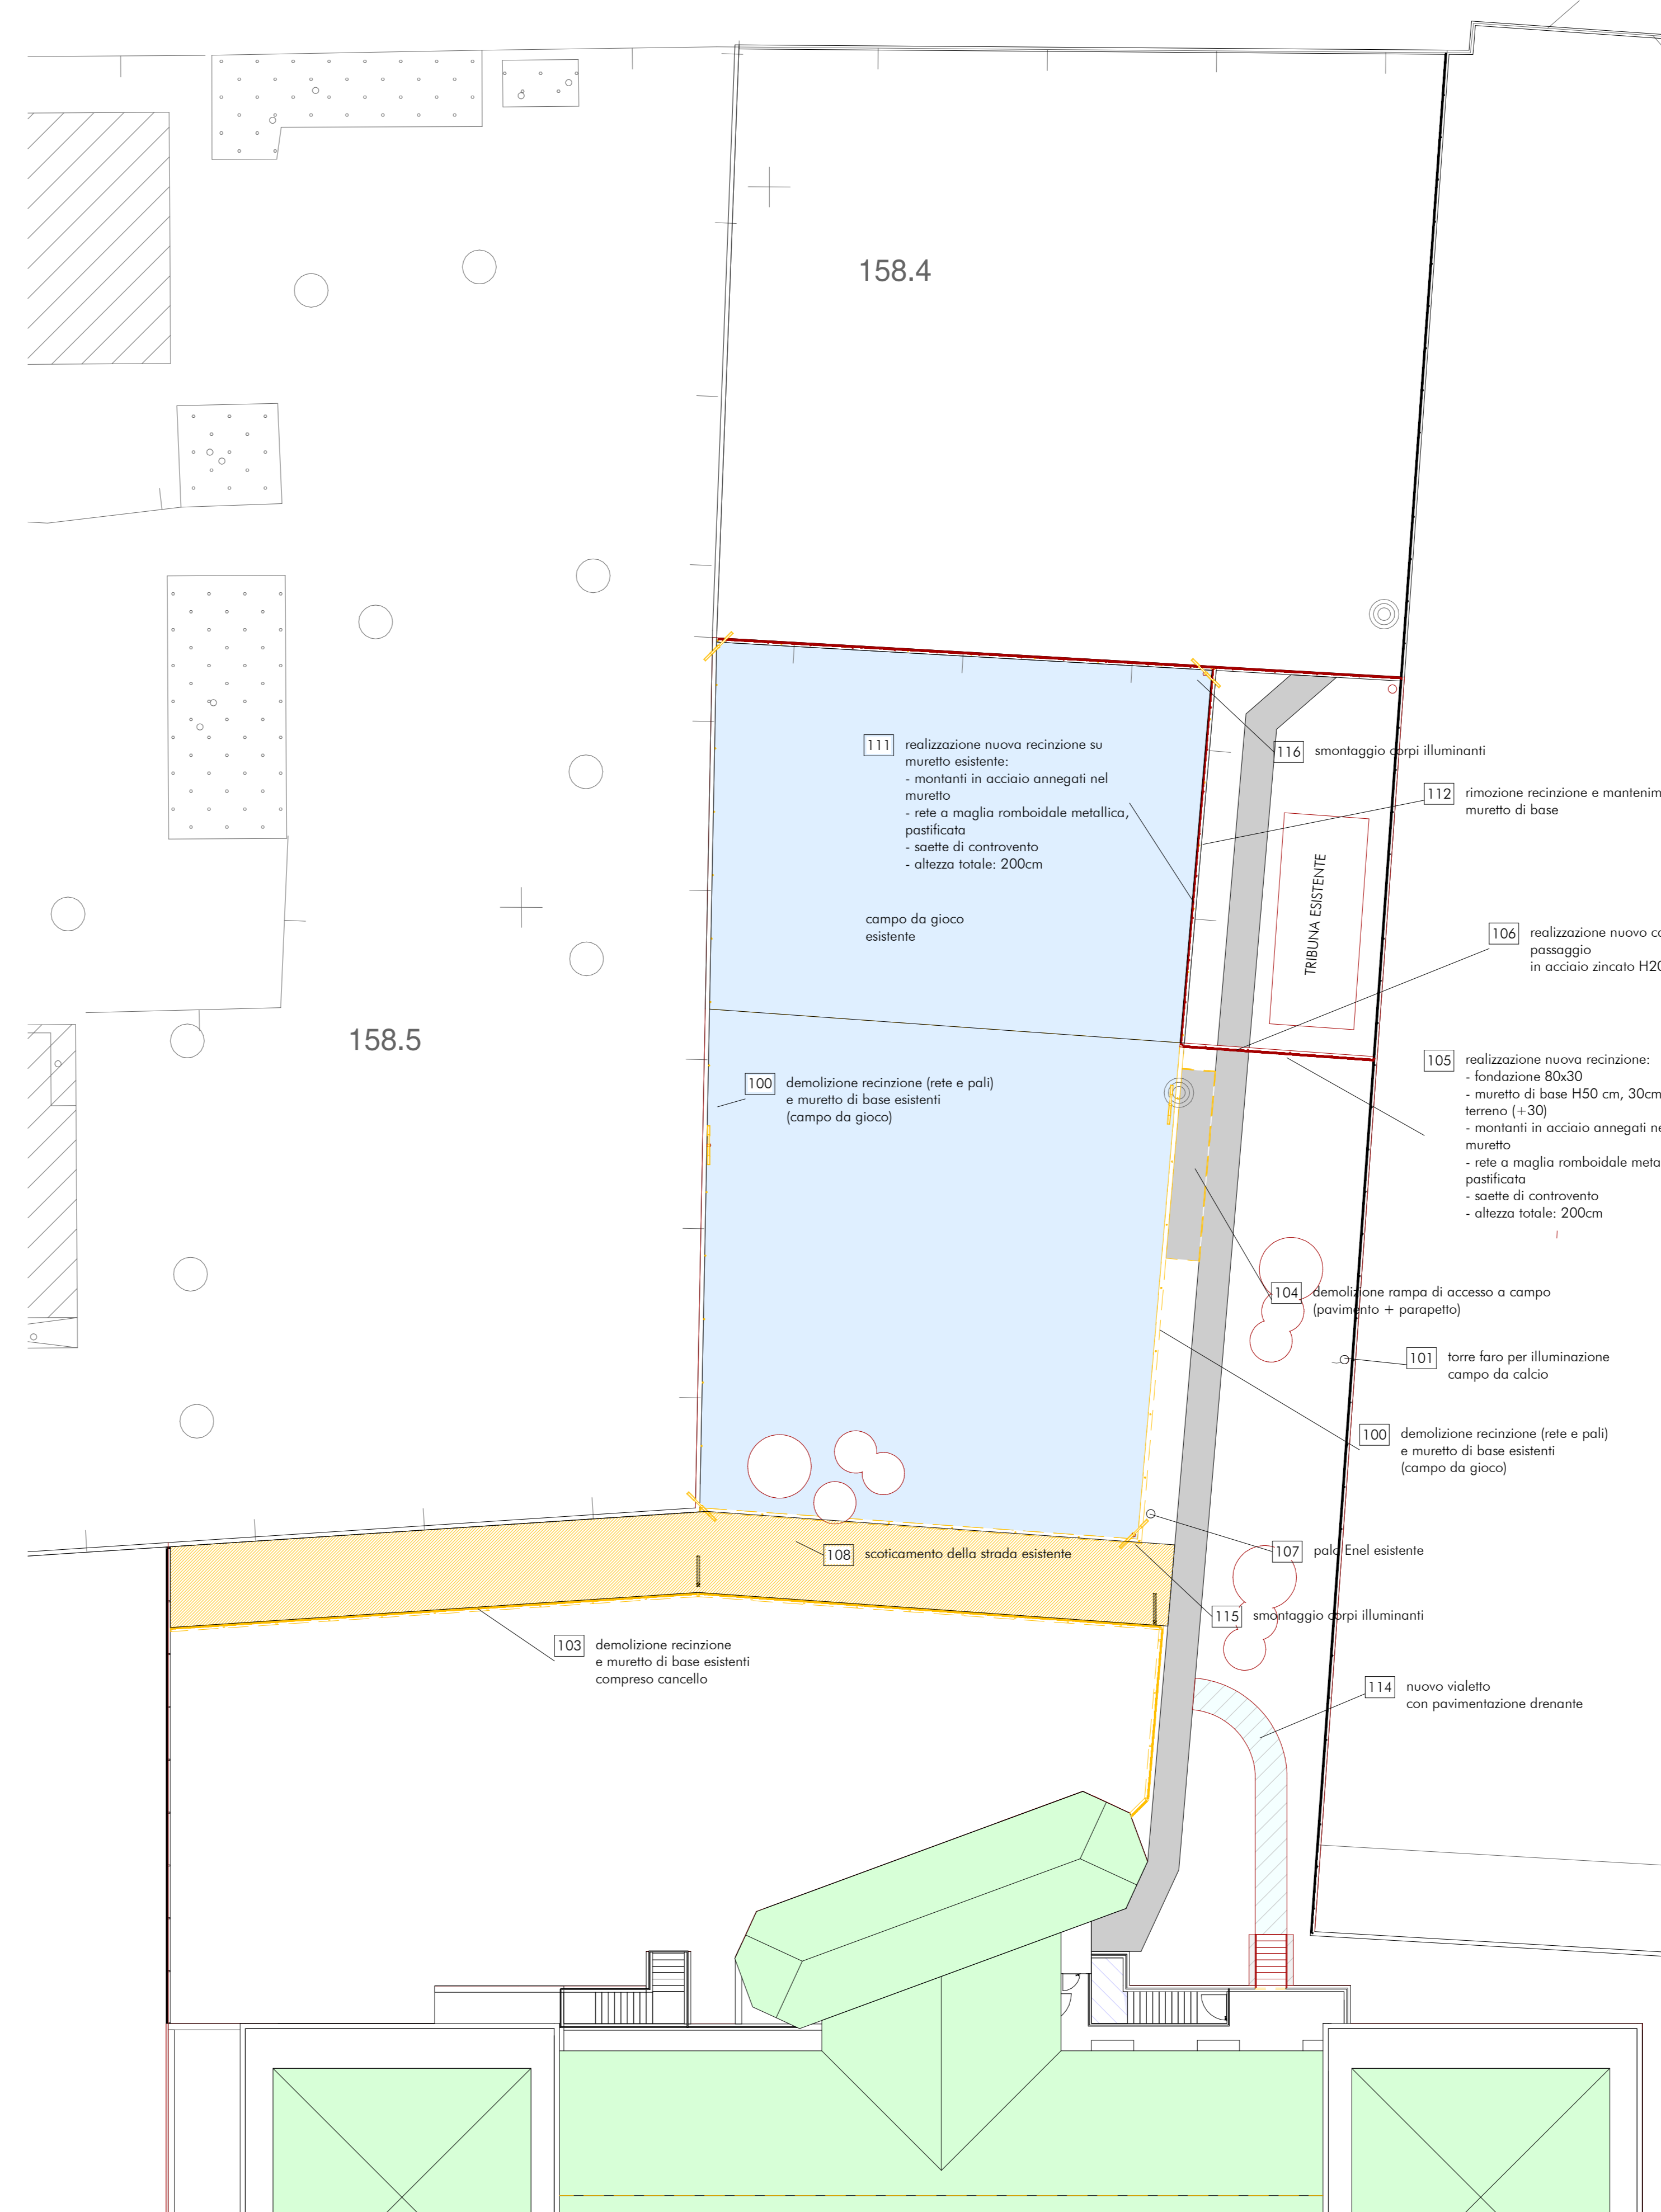 158.4
111 realizzazione nuova recinzione su
muretto esistente:
- montanti in acciaio annegati nel
muretto
- rete a maglia romboidale metallica,
pastificata
- saette di controvento
- altezza totale: 200cm
116 smontaggio corpi illuminanti
112 rimozione recinzione e mantenim
muretto di base
TRIBUNA ESISTENTE
campo da gioco
esistente
106 realizzazione nuovo
passaggio
in acciaio zincato H20
158.5
105 realizzazione nuova recinzione:
- fondazione 80x30
- muretto di base H50 cm, 30cm
terreno (+30)
- montanti in acciaio annegati ne
muretto
- rete a maglia romboidale meta
pastificata
- saette di controvento
- altezza totale: 200cm
100 demolizione recinzione (rete e pali)
e muretto di base esistenti
(campo da gioco)
104 demolizione rampa di accesso a campo
(pavimento + parapetto)
101 torre faro per illuminazione
campo da calcio
100 demolizione recinzione (rete e pali)
e muretto di base esistenti
(campo da gioco)
108 scoticamento della strada esistente
107 palo Enel esistente
115 smontaggio corpi illuminanti
103 demolizione recinzione
e muretto di base esistenti
compreso cancello
114 nuovo vialetto
con pavimentazione drenante